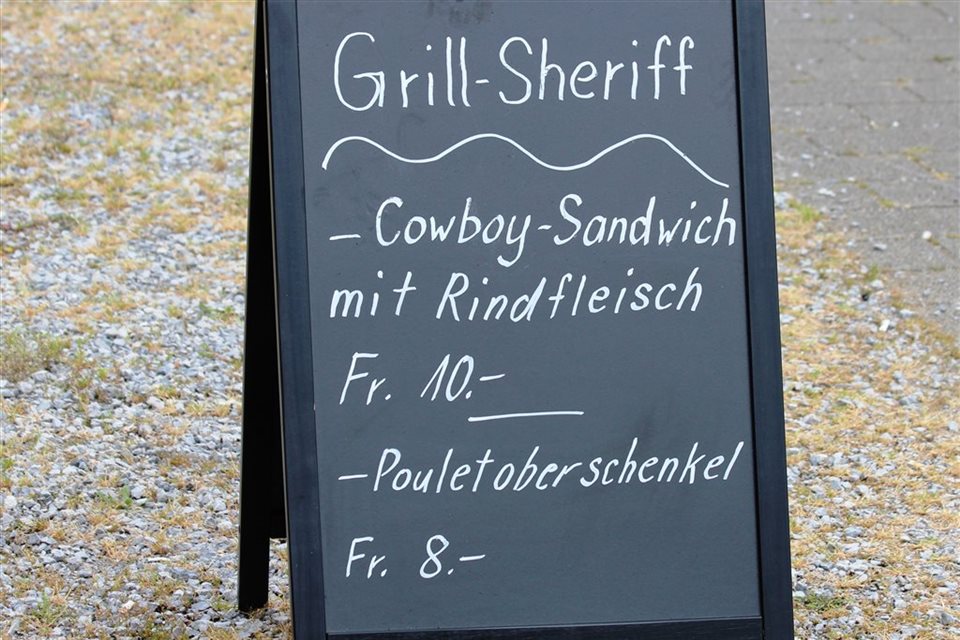 Grill-Sheriff
- Cowboy-Sandwich
mit Rindfleisch
Fr. 10.-
- Pouletoberschenkel
Fr. 8.-